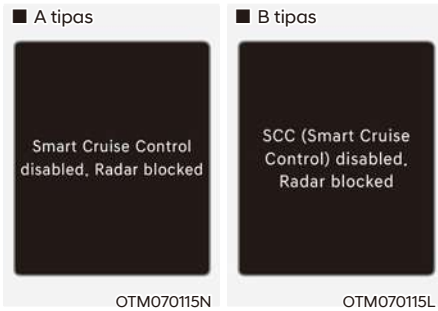 ■ A tipas
Smart Cruise Control
disabled, Radar blocked
OTM070115N
■ B tipas
SCC (Smart Cruise
Control) disabled,
Radar blocked
OTM070115L